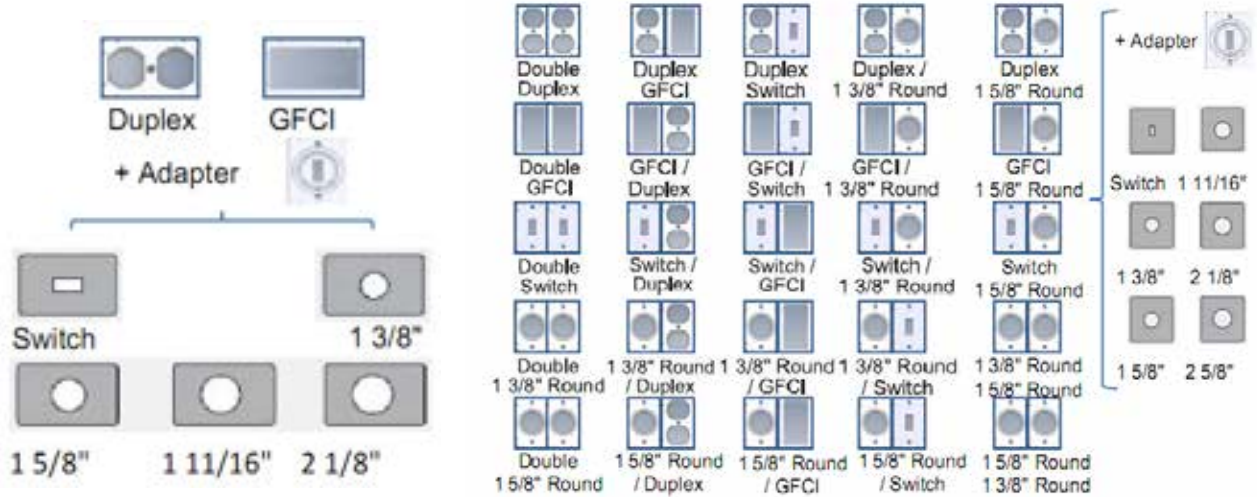 Duplex GFCI
+ Adapter
Switch 1 3/8"
1 5/8" 1 11/16" 2 1/8"
Double Duplex Duplex Duplex / Duplex
Duplex GFCI Switch 1 3/8" Round 1 5/8" Round
Double GFCI / GFCI / GFCI / GFCI
GFCI Duplex Switch 1 3/8" Round 1 5/8" Round
Double Switch / Switch / Switch / Switch
Switch Duplex GFCI 1 3/8" Round 1 5/8" Round
Double 1 3/8" Round 1 3/8" Round 1 3/8" Round 1 3/8" Round
1 3/8" Round / Duplex / GFCI / Switch 1 5/8" Round
Double 1 5/8" Round 1 5/8" Round 1 5/8" Round 1 5/8" Round
1 5/8" Round / Duplex / GFCI / Switch 1 3/8" Round
+ Adapter
Switch 1 11/16"
1 3/8" 2 1/8"
1 5/8" 2 5/8"